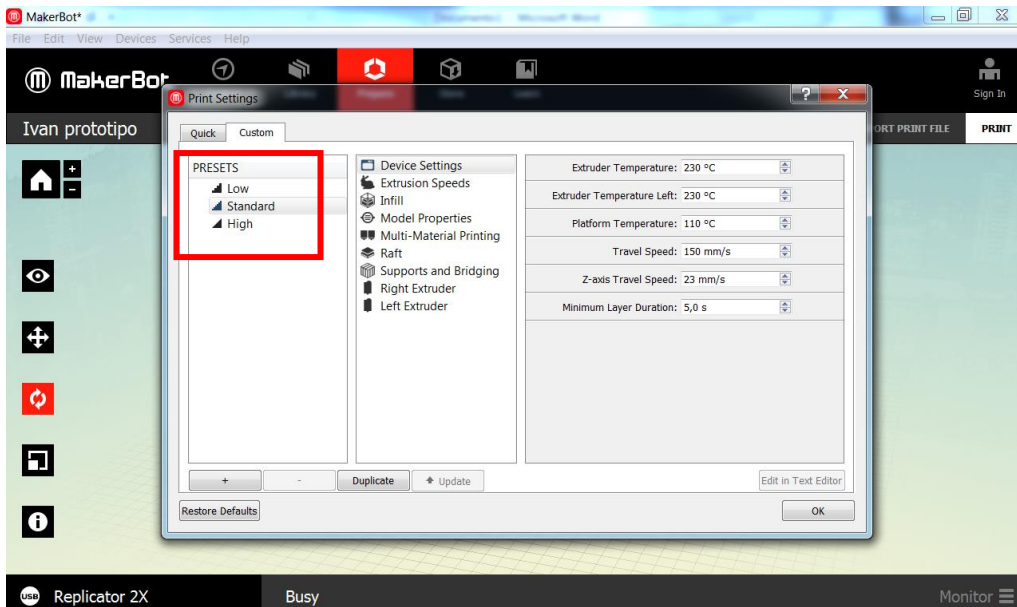 MakerBot*
File Edit View Devices Services Help
MakerBot
Sign In
Print Settings
Ivan prototipo
ORT PRINT FILE
PRINT
Quick Custom
PRESETS
Low
Standard
High
Device Settings
Extrusion Speeds
Infill
Model Properties
Multi-Material Printing
Raft
Supports and Bridging
Right Extruder
Left Extruder
Extruder Temperature: 230 ºC
Extruder Temperature Left: 230 ºC
Platform Temperature: 110 ºC
Travel Speed: 150 mm/s
Z-axis Travel Speed: 23 mm/s
Minimum Layer Duration: 5,0 s
+ - Duplicate Update Edit in Text Editor
Restore Defaults OK
USB Replicator 2X Busy Monitor